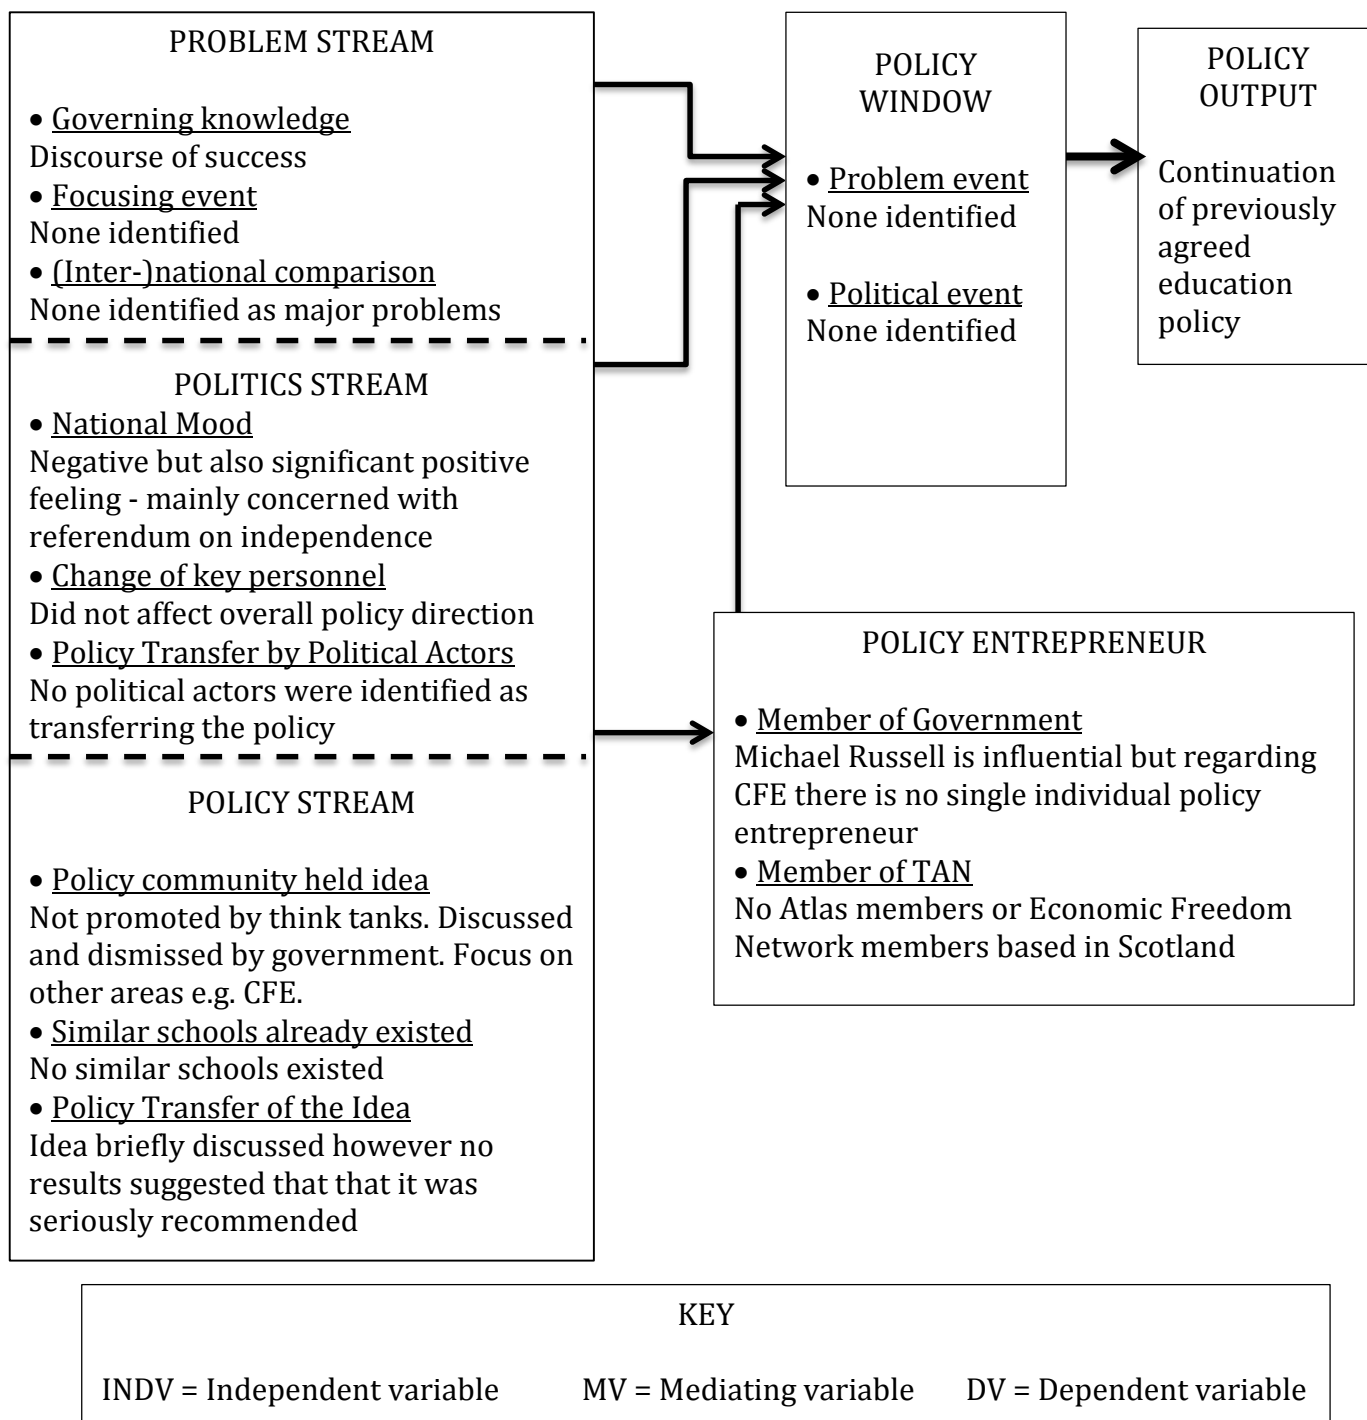 PROBLEM STREAM
• Governing knowledge
Discourse of success
• Focusing event
None identified
• (Inter-)national comparison
None identified as major problems
POLITICS STREAM
• National Mood
Negative but also significant positive
feeling - mainly concerned with
referendum on independence
• Change of key personnel
Did not affect overall policy direction
• Policy Transfer by Political Actors
No political actors were identified as
transferring the policy
POLICY STREAM
• Policy community held idea
Not promoted by think tanks. Discussed
and dismissed by government. Focus on
other areas e.g. CFE.
• Similar schools already existed
No similar schools existed
• Policy Transfer of the Idea
Idea briefly discussed however no
results suggested that that it was
seriously recommended
POLICY
WINDOW
• Problem event
None identified
• Political event
None identified
POLICY
OUTPUT
Continuation
of previously
agreed
education
policy
POLICY ENTREPRENEUR
• Member of Government
Michael Russell is influential but regarding
CFE there is no single individual policy
entrepreneur
• Member of TAN
No Atlas members or Economic Freedom
Network members based in Scotland
KEY
INDV = Independent variable MV = Mediating variable DV = Dependent variable